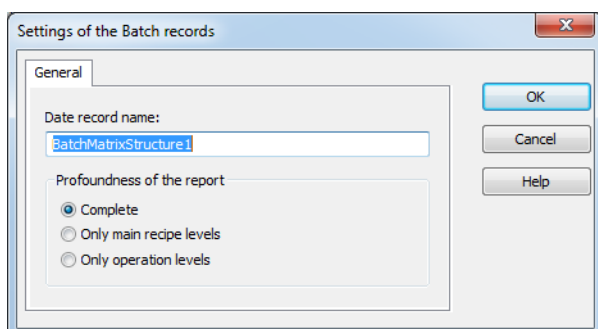 Settings of the Batch records
General
Date record name:
BatchMatrixStructure1
Profoundness of the report
Complete
Only main recipe levels
Only operation levels
OK
Cancel
Help